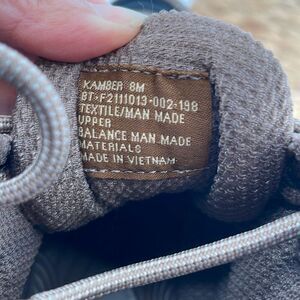 KAMBER 8M
BT-F2111013-002-198
TEXTILE/MAN MADE
UPPER
BALANCE MAN MADE
MATERIALS
MADE IN VIETNAM